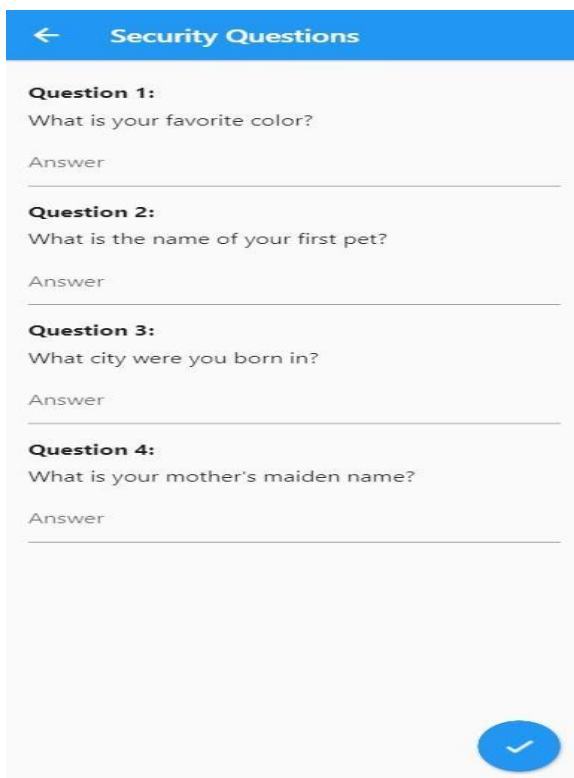 Security Questions
Question 1:
What is your favorite color?
Answer
Question 2:
What is the name of your first pet?
Answer
Question 3:
What city were you born in?
Answer
Question 4:
What is your mother's maiden name?
Answer